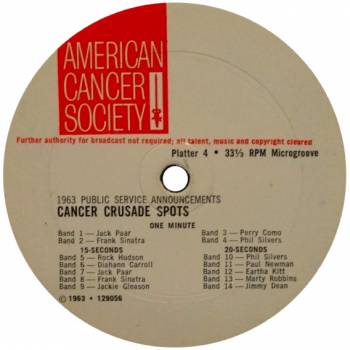 AMERICAN
CANCER
SOCIETY
Further authority for broadcast not required; all talent, music and copyright cleared
Platter 4 • 33⅓ RPM Microgroove
1963 PUBLIC SERVICE ANNOUNCEMENTS
CANCER CRUSADE SPOTS
ONE MINUTE
Band 1 — Jack Paar
Band 2 — Frank Sinatra
Band 3 — Perry Como
Band 4 — Phil Silvers
15-SECONDS
Band 5 — Rock Hudson
Band 6 — Diahann Carroll
Band 7 — Jack Paar
Band 8 — Frank Sinatra
Band 9 — Jackie Gleason
20-SECONDS
Band 10 — Phil Silvers
Band 11 — Paul Newman
Band 12 — Eartha Kitt
Band 13 — Marty Robbins
Band 14 — Jimmy Dean
© 1963 • 129056